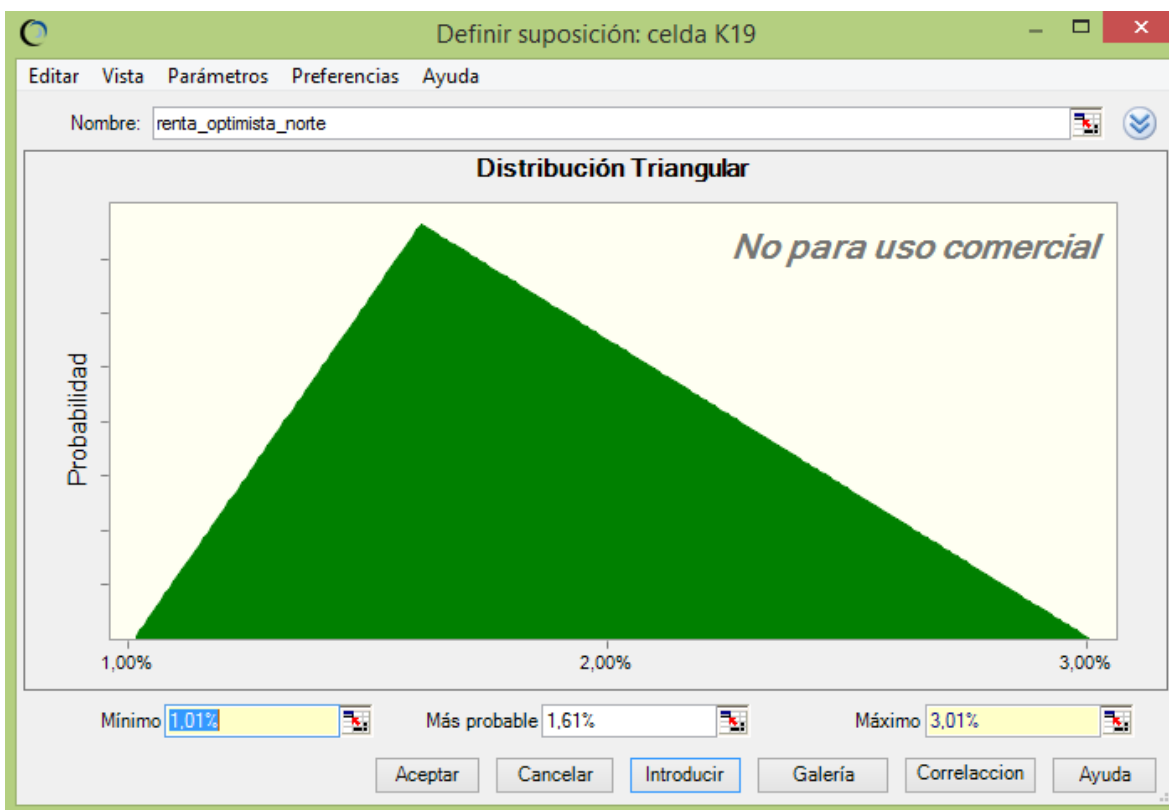 Definir suposición: celda K19
Editar Vista Parámetros Preferencias Ayuda
Nombre: renta_optimista_norte
Distribución Triangular
No para uso comercial
Probabilidad
1,00% 2,00% 3,00%
Mínimo 1,01% Más probable 1,61% Máximo 3,01%
Aceptar Cancelar Introducir Galería Correlaccion Ayuda